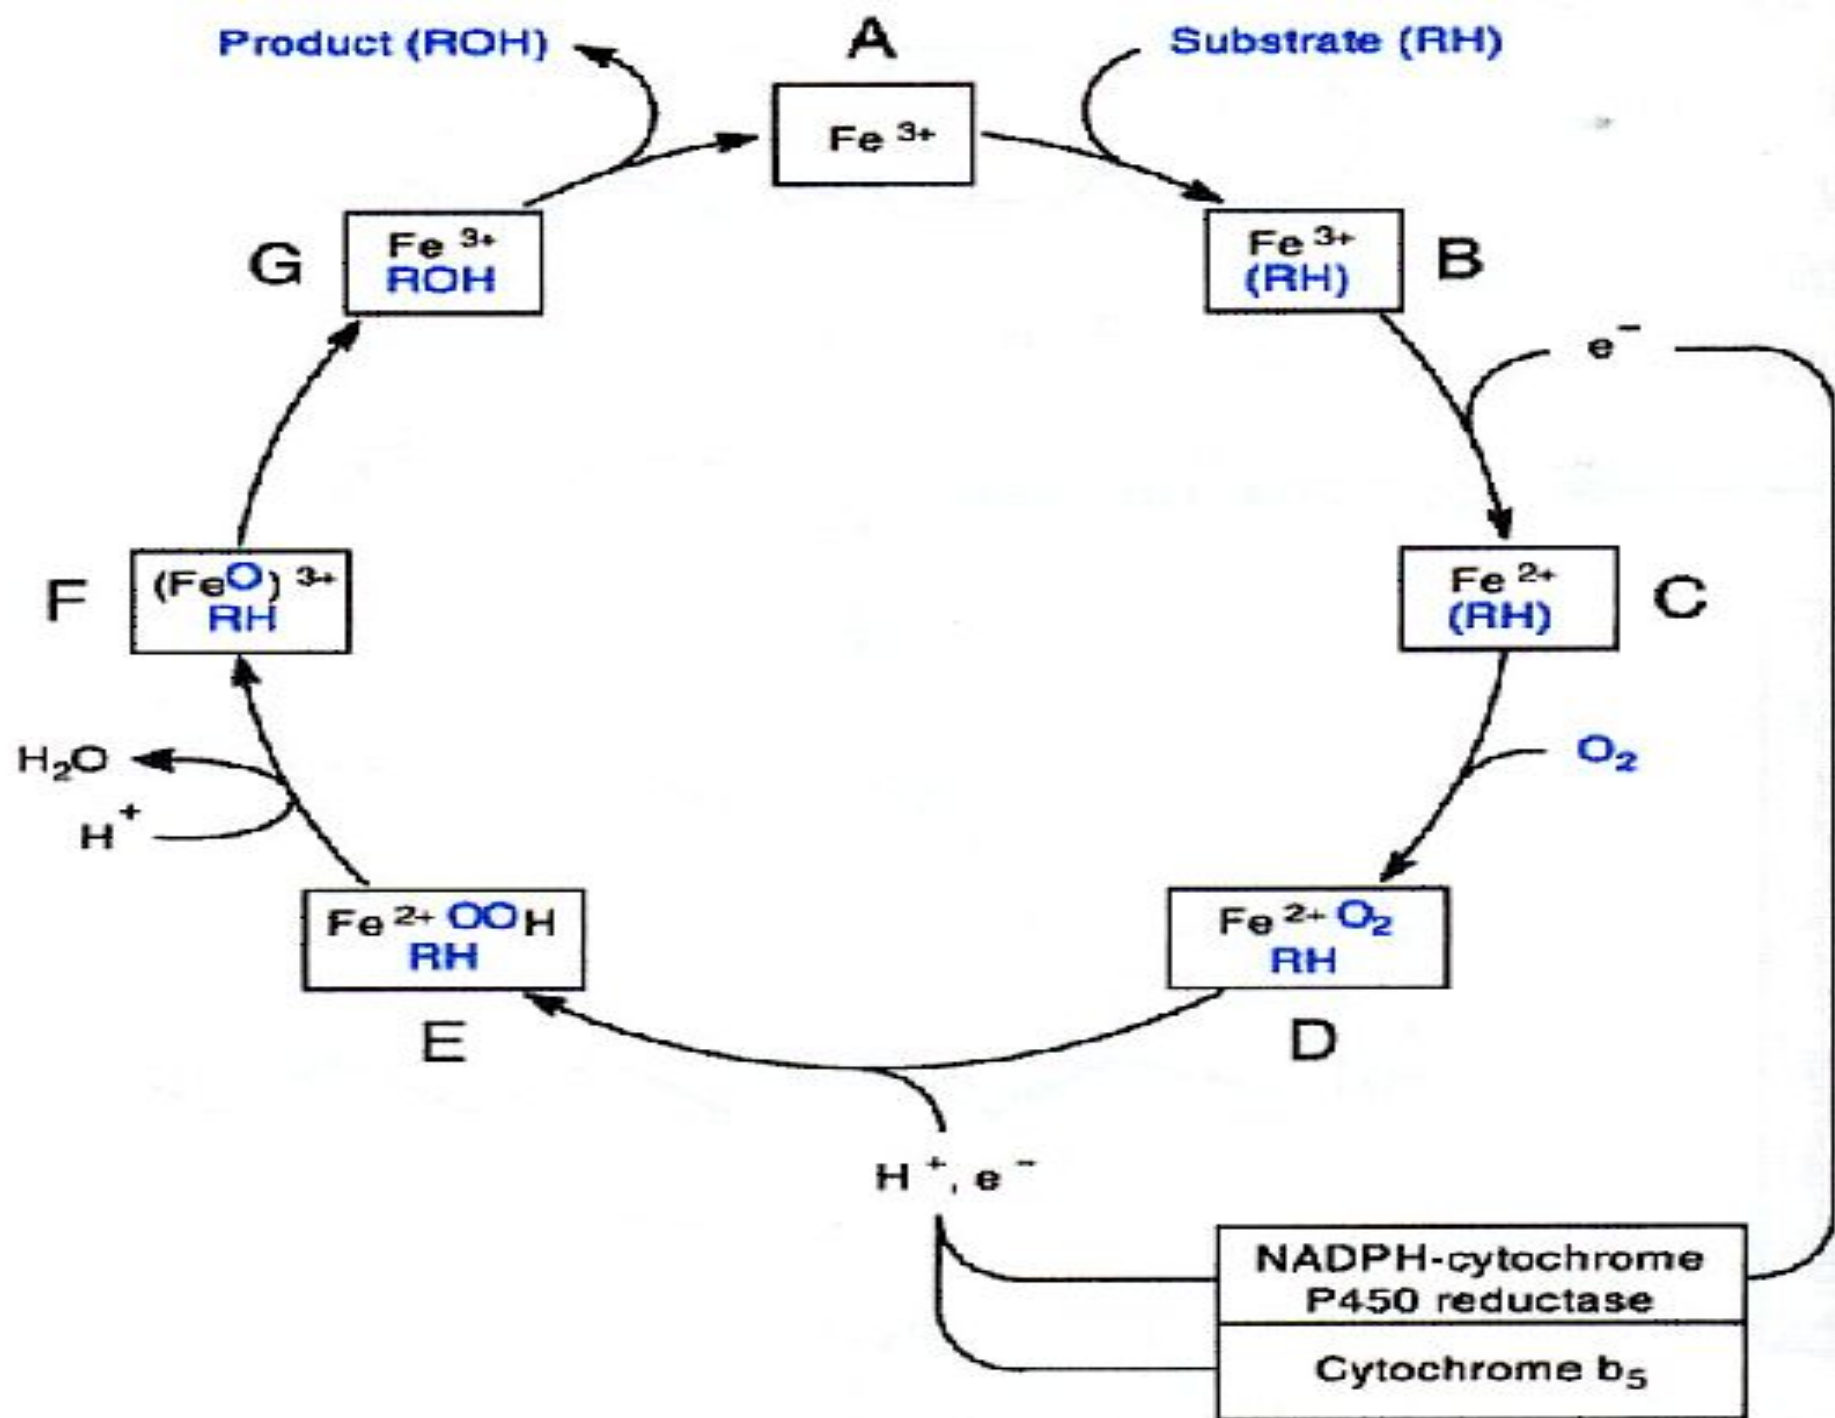 A
Product (ROH)
Substrate (RH)
Fe 3+
G
Fe 3+
ROH
Fe 3+
(RH)
B
e−
F
(FeO) 3+
RH
Fe 2+
(RH)
C
H2O
H+
O2
Fe 2+ OOH
RH
Fe 2+ O2
RH
E
D
H+, e−
NADPH-cytochrome
P450 reductase
Cytochrome b5